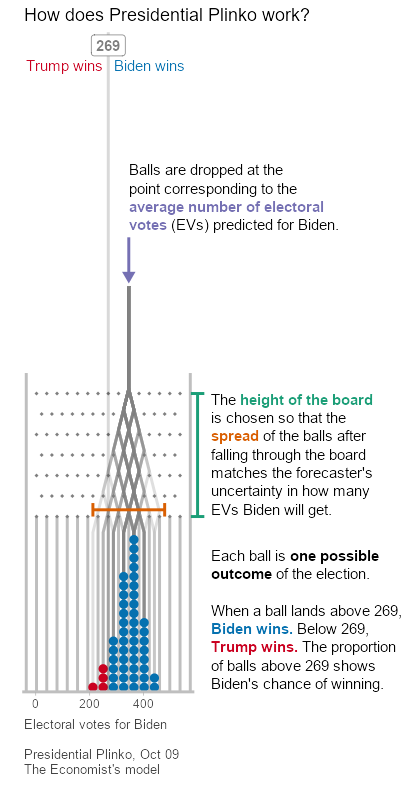 How does Presidential Plinko work?
269
Trump wins Biden wins
Balls are dropped at the
point corresponding to the
average number of electoral
votes (EVs) predicted for Biden.
The height of the board
is chosen so that the
spread of the balls after
falling through the board
matches the forecaster's
uncertainty in how many
EVs Biden will get.
Each ball is one possible
outcome of the election.
When a ball lands above 269,
Biden wins. Below 269,
Trump wins. The proportion
of balls above 269 shows
Biden's chance of winning.
0 200 400
Electoral votes for Biden
Presidential Plinko, Oct 09
The Economist's model